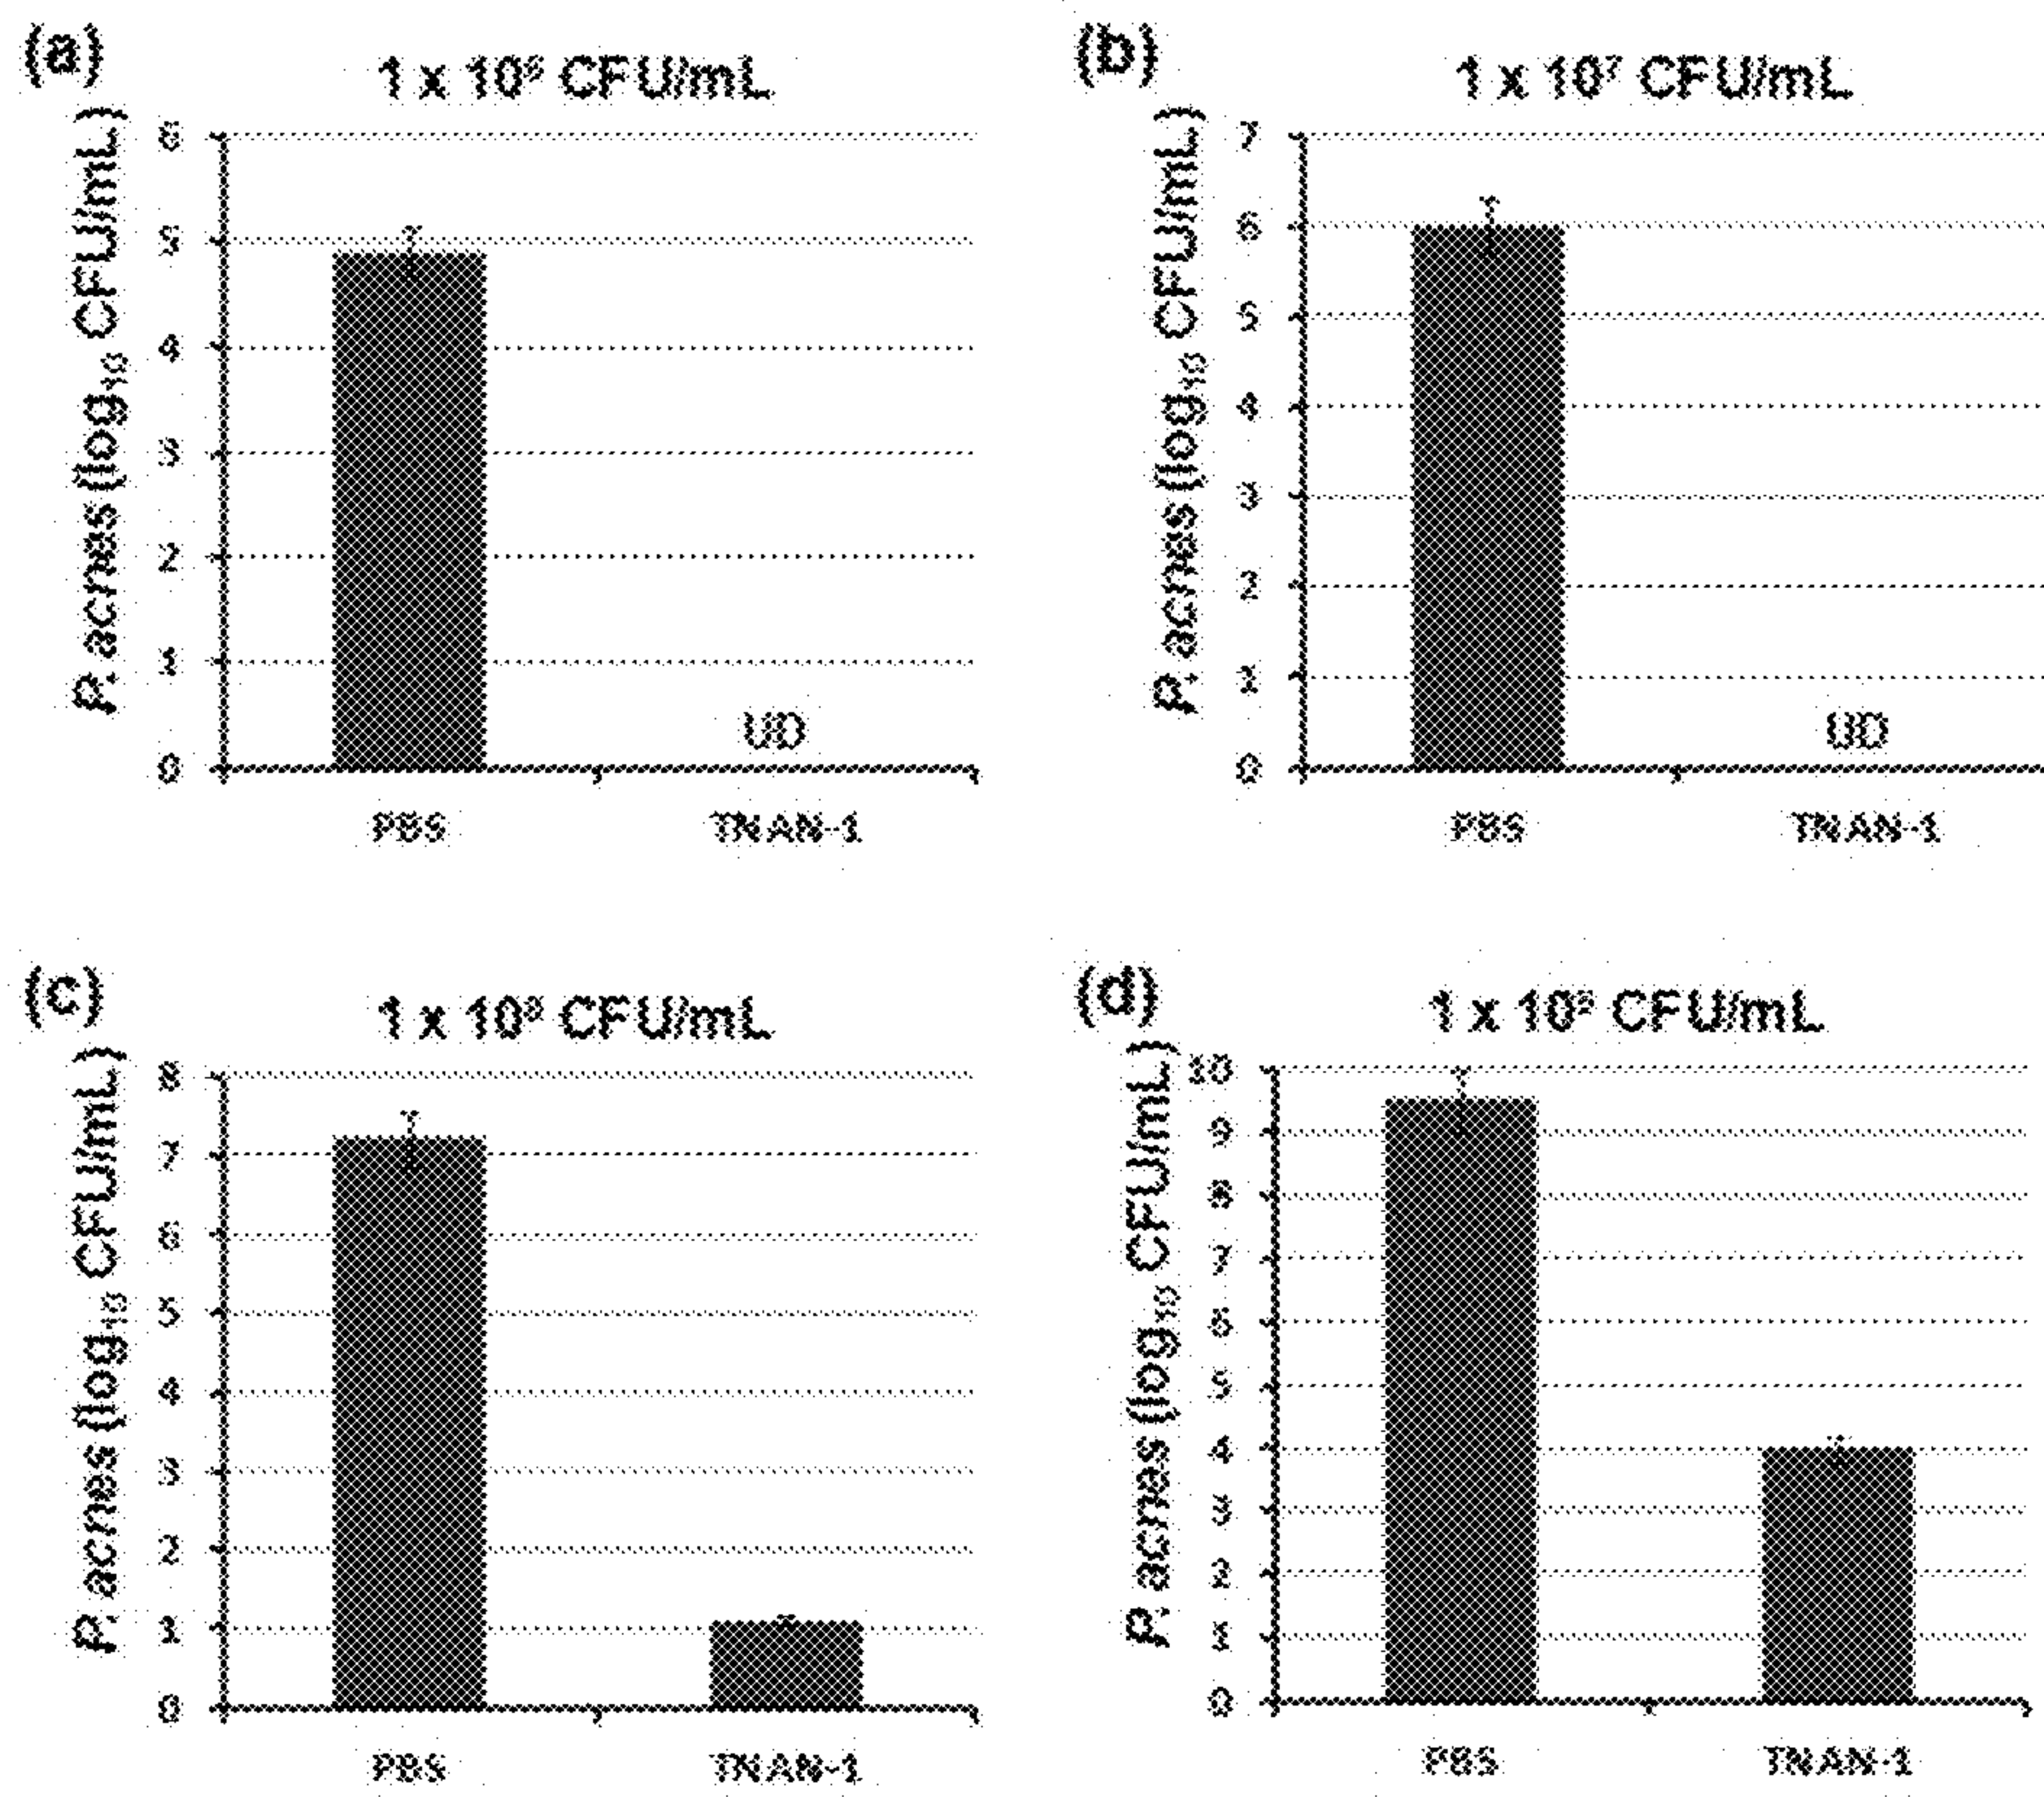 (a)
1 x 10⁶ CFU/mL
P. acnes (log₁₀ CFU/mL)
6
5
4
3
2
1
0
UD
PBS
TNAN-1
(b)
1 x 10⁷ CFU/mL
P. acnes (log₁₀ CFU/mL)
7
6
5
4
3
2
1
0
UD
PBS
TNAN-1
(c)
1 x 10⁸ CFU/mL
P. acnes (log₁₀ CFU/mL)
8
7
6
5
4
3
2
1
0
PBS
TNAN-1
(d)
1 x 10⁹ CFU/mL
P. acnes (log₁₀ CFU/mL)
10
9
8
7
6
5
4
3
2
1
0
PBS
TNAN-1